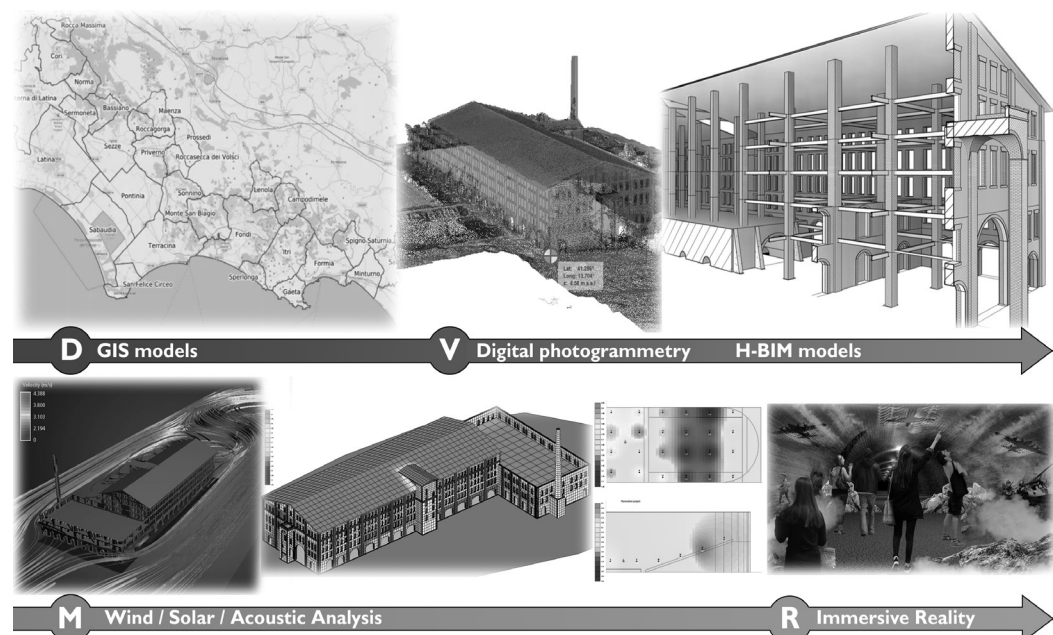 Rocca Massima
Cori
Norma
Bassiano
Maenza
Sermoneta
Roccagorga
Prossedi
Sezze
Priverno
Roccasecca dei Volsci
Latina
Pontinia
Sonnino
Lenola
Campodimele
Monte San Biagio
Sabaudia
Fondi
Spigno Saturnia
Terracina
Itri
Formia
Minturno
Sperlonga
San Felice Circeo
Gaeta
D GIS models
V Digital photogrammetry H-BIM models
Velocity [m/s]
4.388
M Wind / Solar / Acoustic Analysis
R Immersive Reality